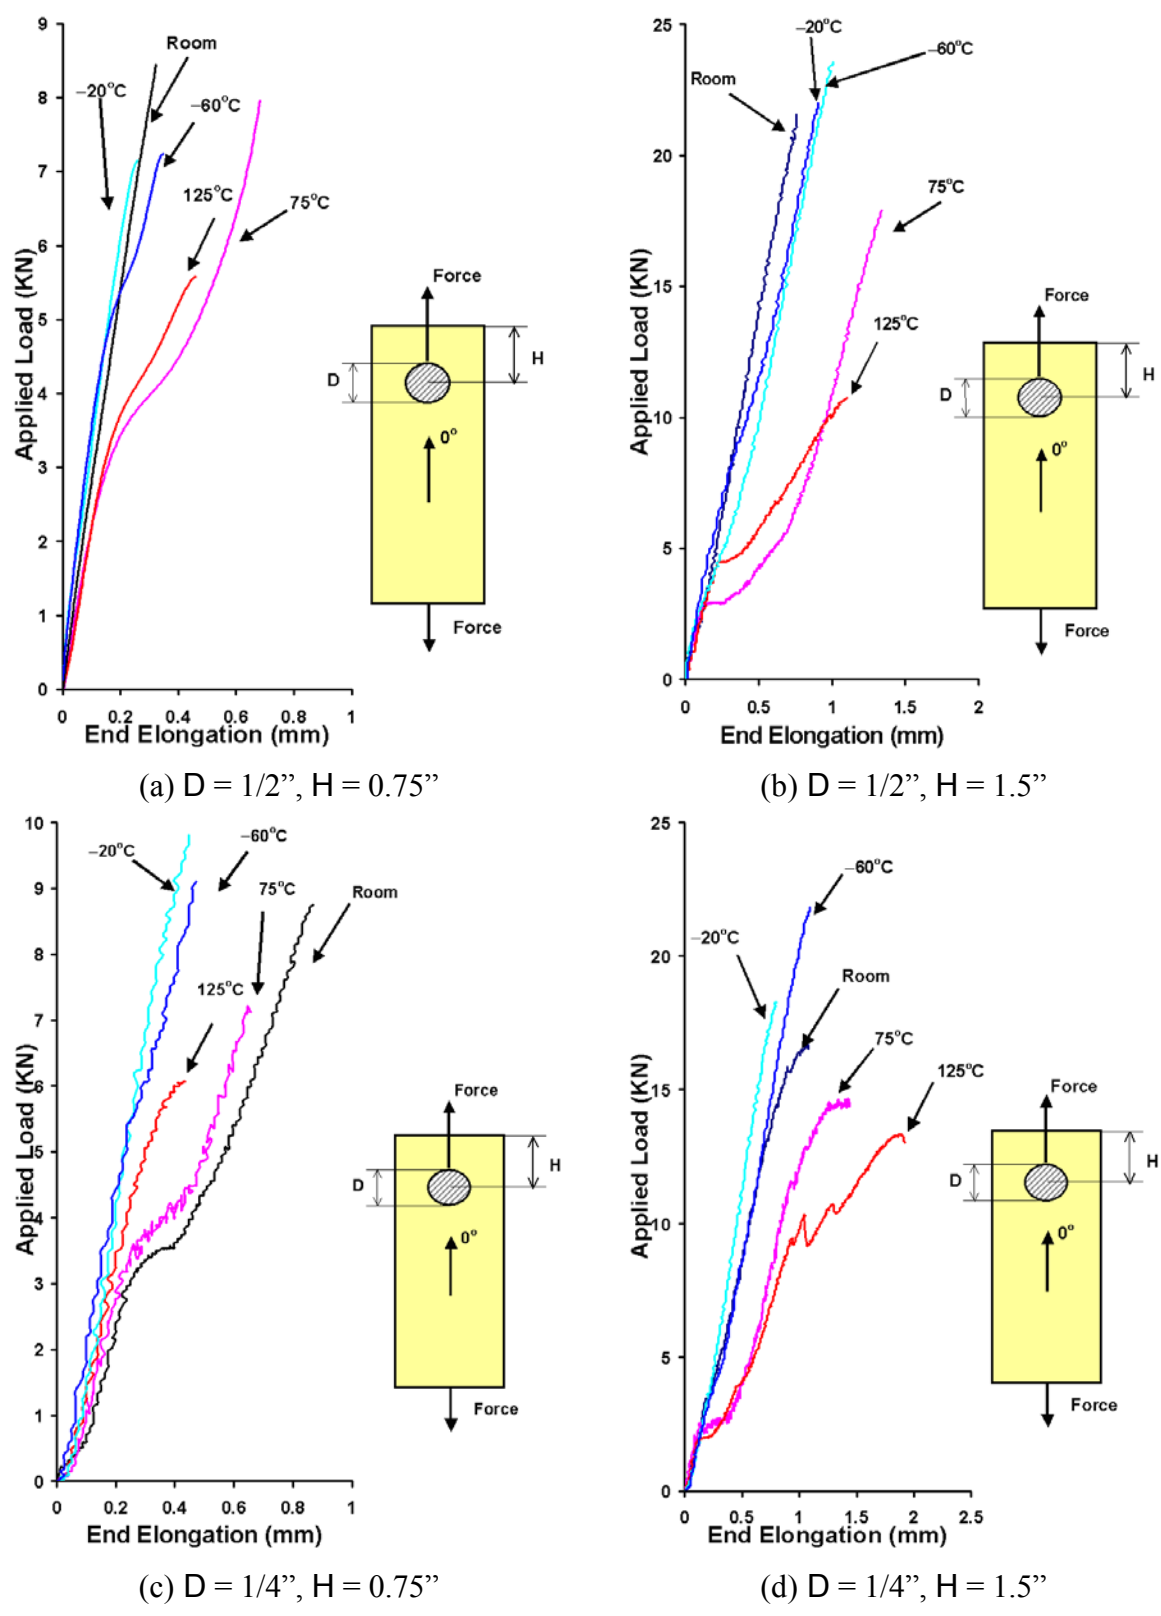 9
8
7
6
5
4
3
2
1
0
Applied Load (KN)
Room
−20°C
−60°C
125°C
75°C
Force
H
D
0°
Force
0
0.2
0.4
0.6
0.8
1
End Elongation (mm)
(a) D = 1/2”, H = 0.75”
25
20
15
10
5
0
Applied Load (KN)
−20°C
−60°C
Room
75°C
125°C
Force
H
D
0°
Force
0
0.5
1
1.5
2
End Elongation (mm)
(b) D = 1/2”, H = 1.5”
10
9
8
7
6
5
4
3
2
1
0
Applied Load (KN)
−20°C
−60°C
75°C
Room
125°C
Force
H
D
0°
Force
0
0.2
0.4
0.6
0.8
1
End Elongation (mm)
(c) D = 1/4”, H = 0.75”
25
20
15
10
5
0
Applied Load (KN)
−60°C
−20°C
Room
75°C
125°C
Force
H
D
0°
Force
0
0.5
1
1.5
2
2.5
End Elongation (mm)
(d) D = 1/4”, H = 1.5”